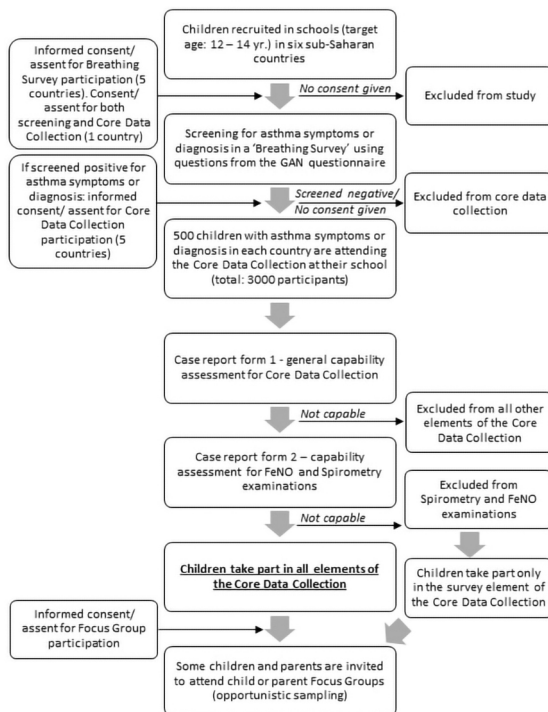 Children recruited in schools (target
age: 12 – 14 yr.) in six sub-Saharan
countries
Informed consent/
assent for Breathing
Survey participation (5
countries). Consent/
assent for both
screening and Core Data
Collection (1 country)
No consent given
Excluded from study
Screening for asthma symptoms or
diagnosis in a ‘Breathing Survey’ using
questions from the GAN questionnaire
If screened positive for
asthma symptoms or
diagnosis: informed
consent/ assent for Core
Data Collection
participation (5
countries)
Screened negative/
No consent given
Excluded from core data
collection
500 children with asthma symptoms or
diagnosis in each country are attending
the Core Data Collection at their school
(total: 3000 participants)
Case report form 1 - general capability
assessment for Core Data Collection
Not capable
Excluded from all other
elements of the Core
Data Collection
Case report form 2 – capability
assessment for FeNO and Spirometry
examinations
Not capable
Excluded from
Spirometry and FeNO
examinations
Children take part in all elements of
the Core Data Collection
Children take part only
in the survey element of
the Core Data Collection
Informed consent/
assent for Focus Group
participation
Some children and parents are invited
to attend child or parent Focus Groups
(opportunistic sampling)